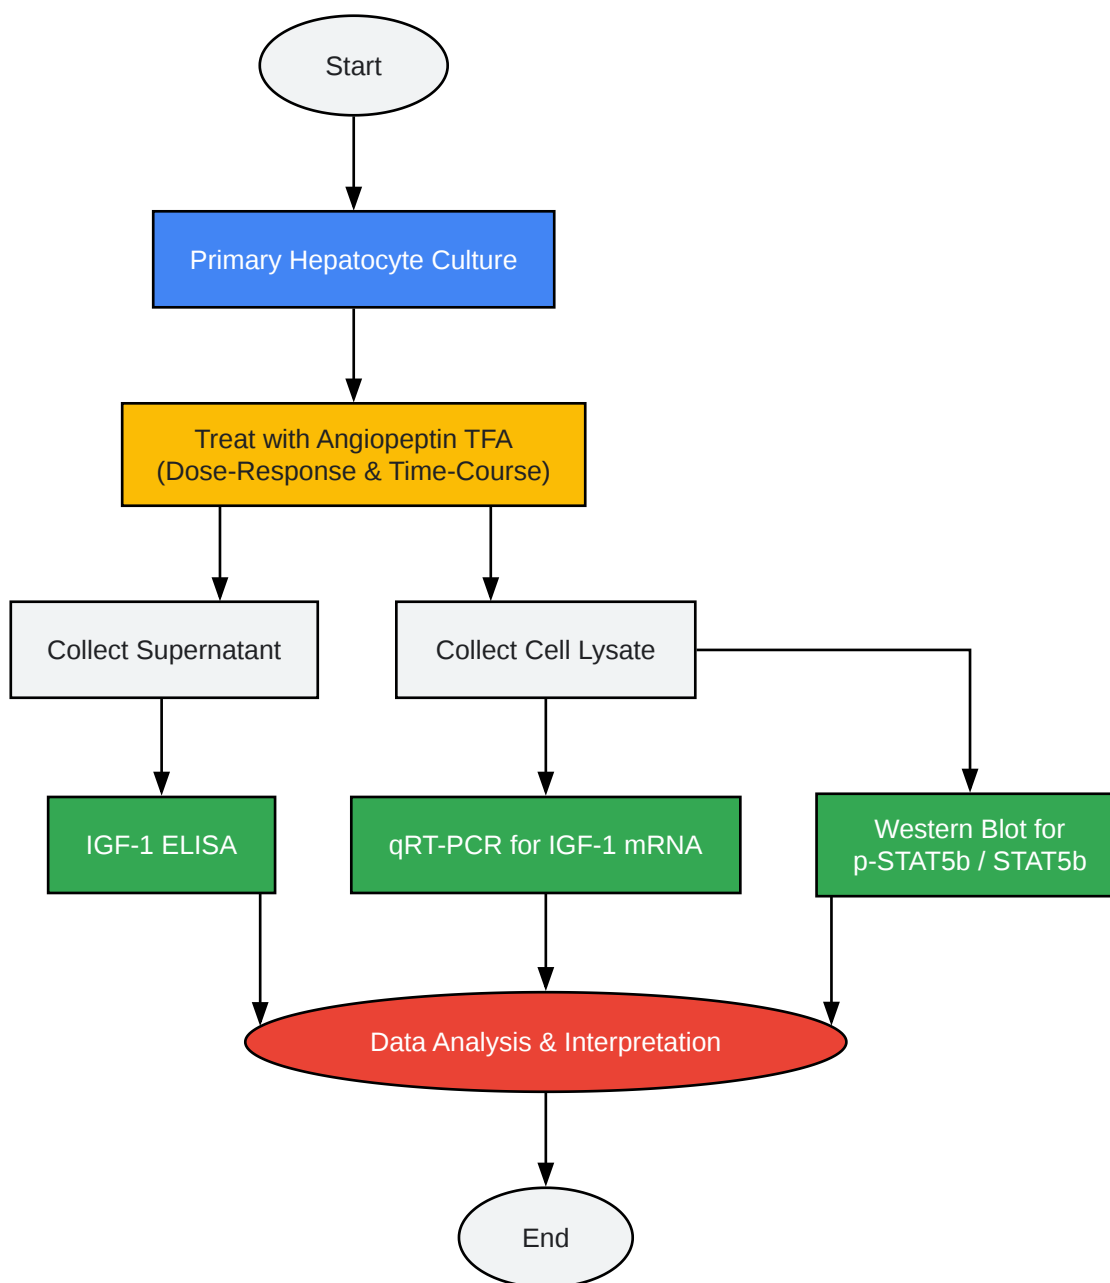 Start
Primary Hepatocyte Culture
Treat with Angiopeptin TFA
(Dose-Response & Time-Course)
Collect Supernatant
Collect Cell Lysate
IGF-1 ELISA
qRT-PCR for IGF-1 mRNA
Western Blot for
p-STAT5b / STAT5b
Data Analysis & Interpretation
End